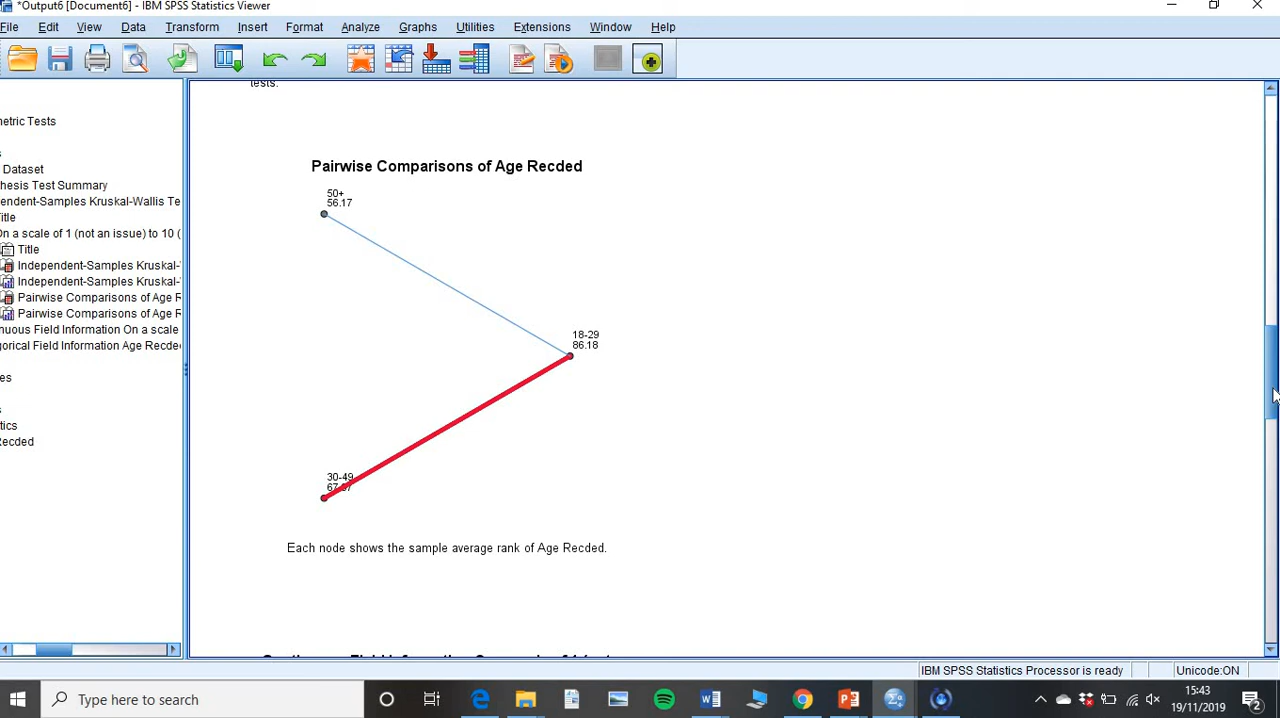 *Output6 [Document6] - IBM SPSS Statistics Viewer
File Edit View Data Transform Insert Format Analyze Graphs Utilities Extensions Window Help
tests.
netric Tests
s
Dataset
hesis Test Summary
endent-Samples Kruskal-Wallis Te
itle
On a scale of 1 (not an issue) to 10 (
Title
Independent-Samples Kruskal-
Independent-Samples Kruskal-
Pairwise Comparisons of Age R
Pairwise Comparisons of Age R
nuous Field Information On a scale
gorical Field Information Age Recde
es
s
tics
Recded
Pairwise Comparisons of Age Recded
50+
56.17
18-29
86.18
30-49
Each node shows the sample average rank of Age Recded.
IBM SPSS Statistics Processor is ready
Unicode:ON
Type here to search
15:43
19/11/2019
2